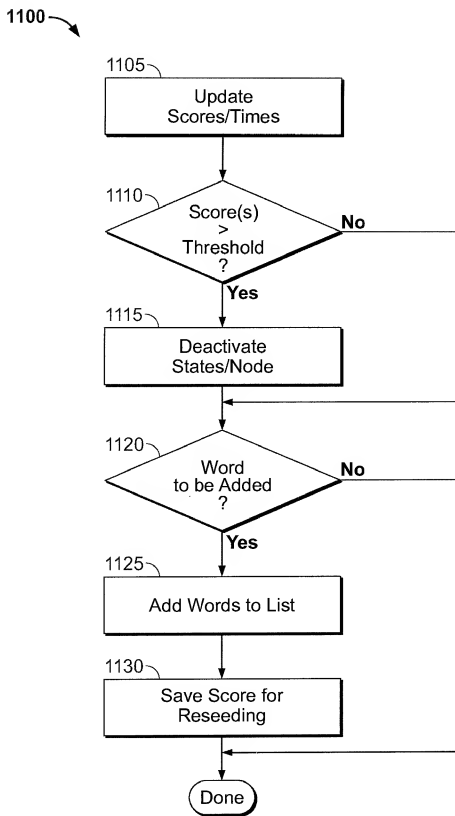 1100
1105
Update
Scores/Times
1110
Score(s)
>
Threshold
?
No
Yes
1115
Deactivate
States/Node
1120
Word
to be Added
?
No
Yes
1125
Add Words to List
1130
Save Score for
Reseeding
Done